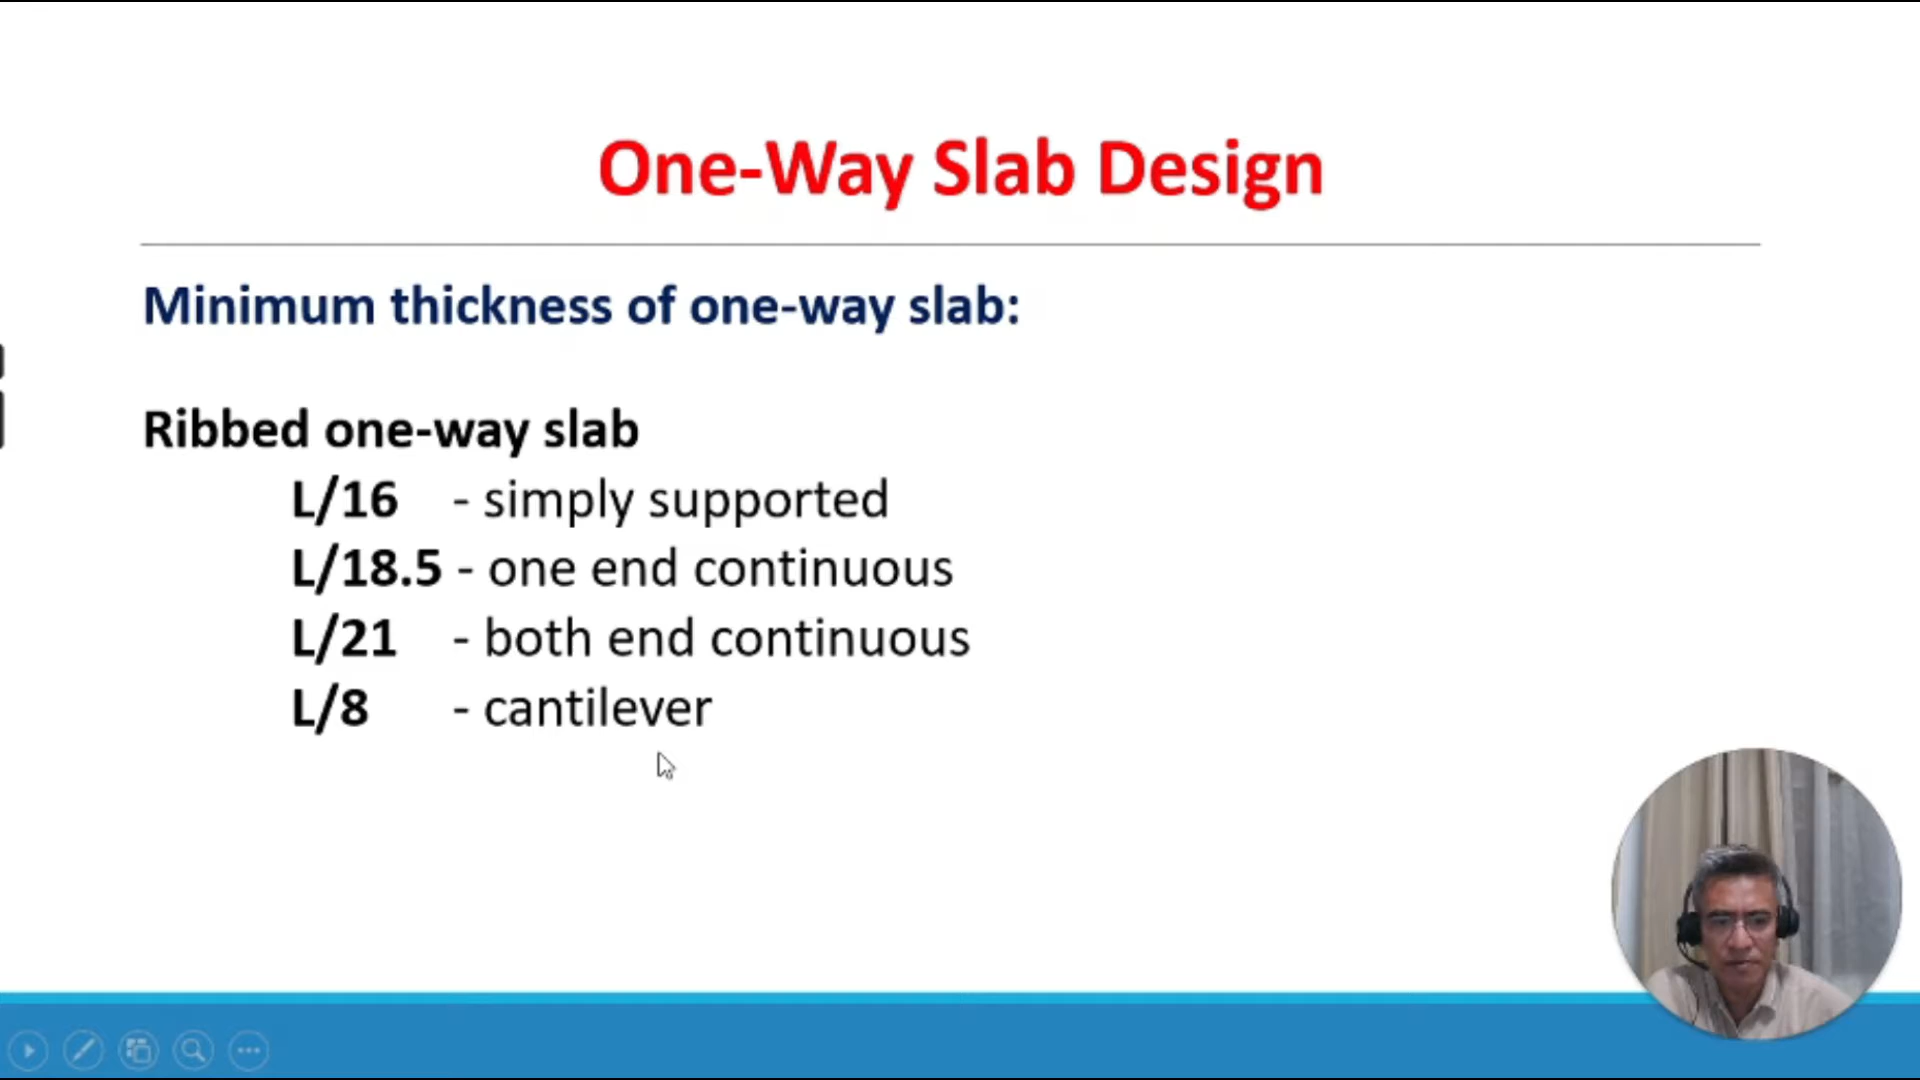 One-Way Slab Design
Minimum thickness of one-way slab:
Ribbed one-way slab
L/16 - simply supported
L/18.5 - one end continuous
L/21 - both end continuous
L/8 - cantilever